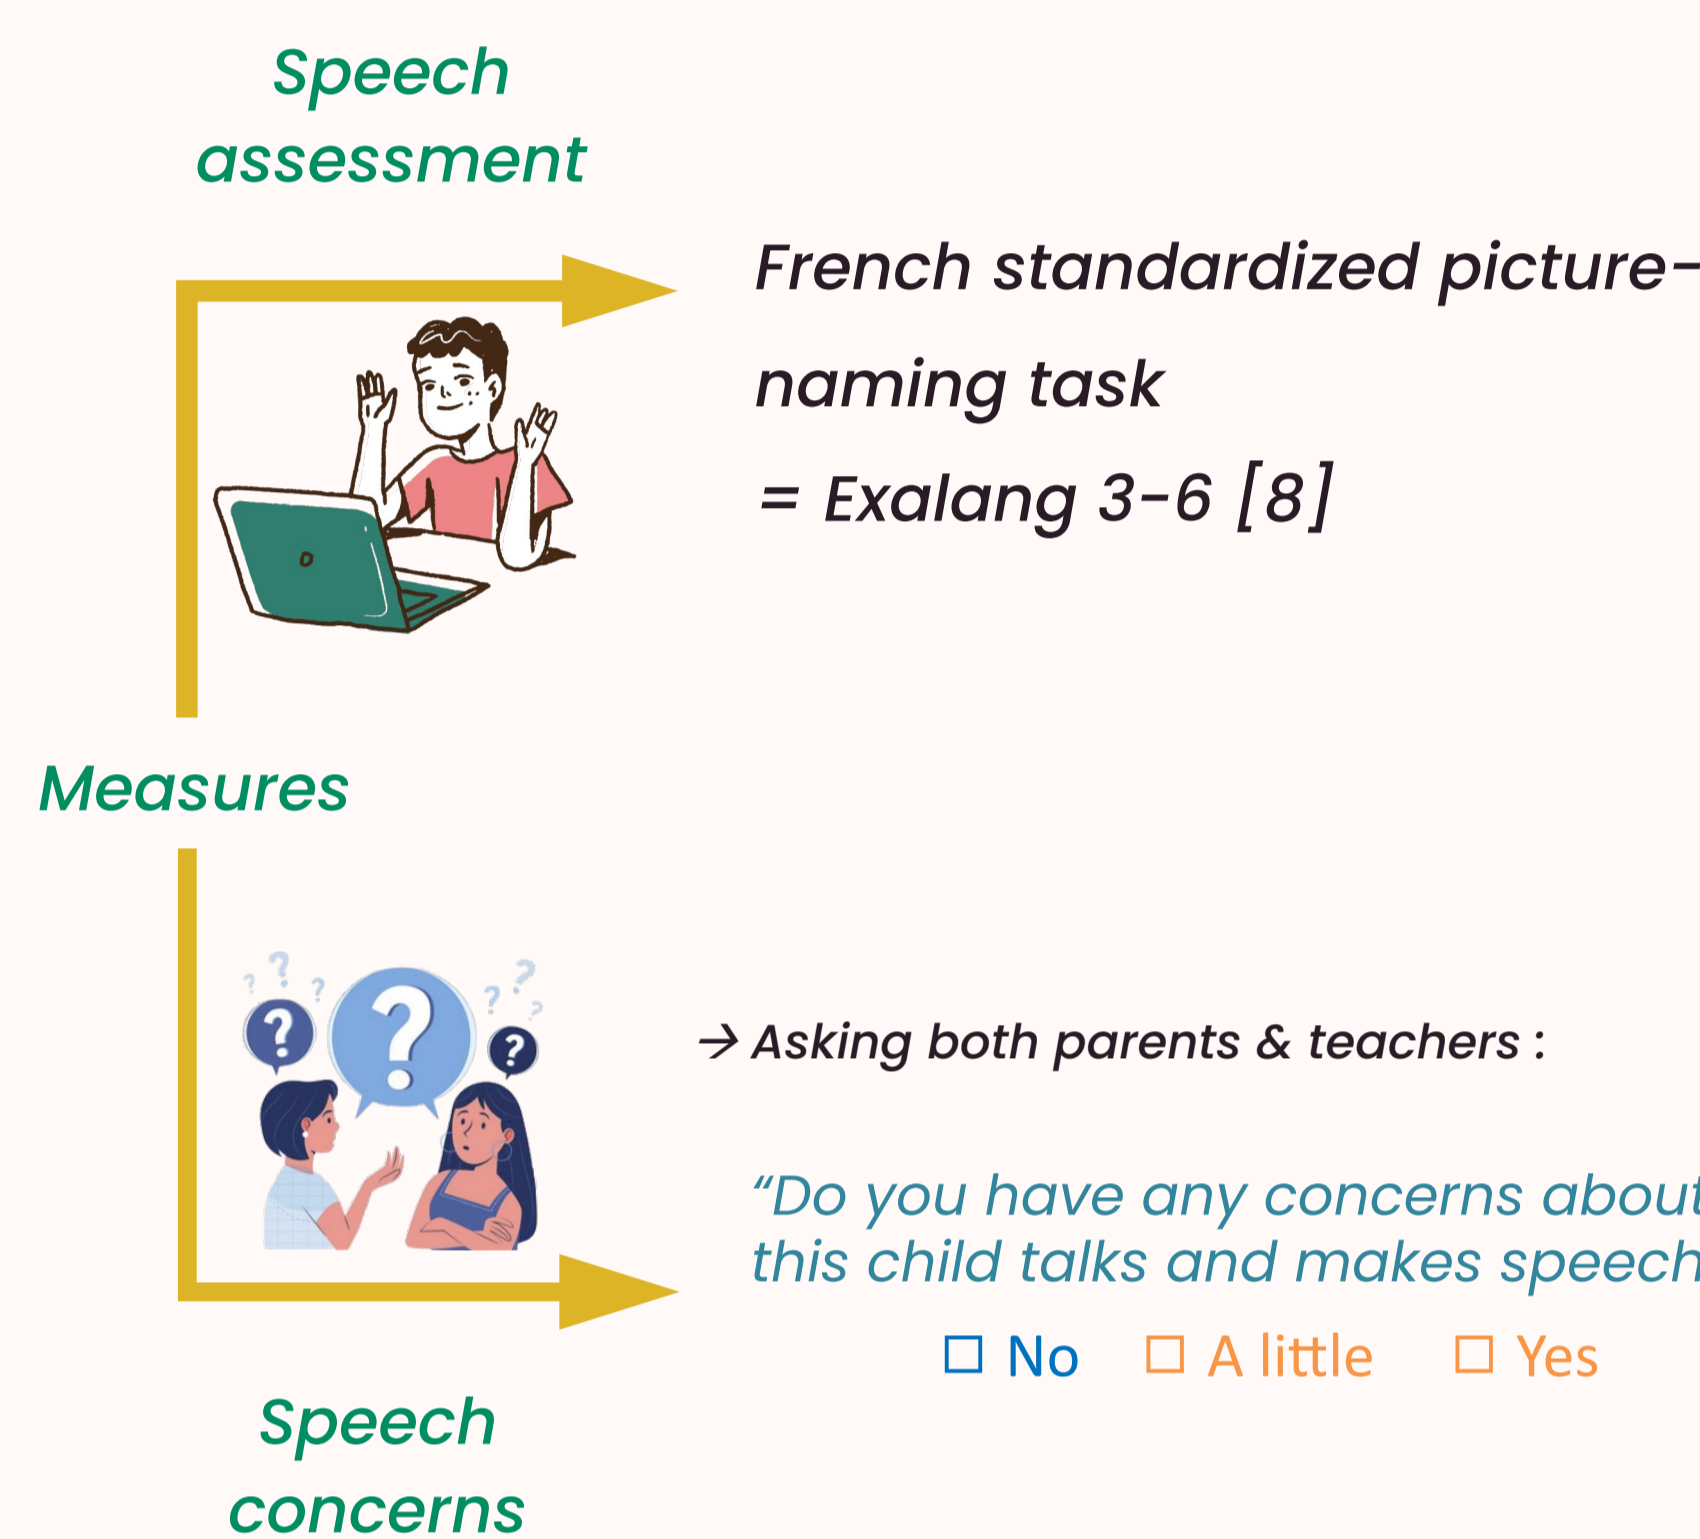 Speech
assessment
French standardized picture-
naming task
= Exalang 3-6 [8]
Measures
→ Asking both parents & teachers :
“Do you have any concerns about
this child talks and makes speech
☐ No ☐ A little ☐ Yes
Speech
concerns